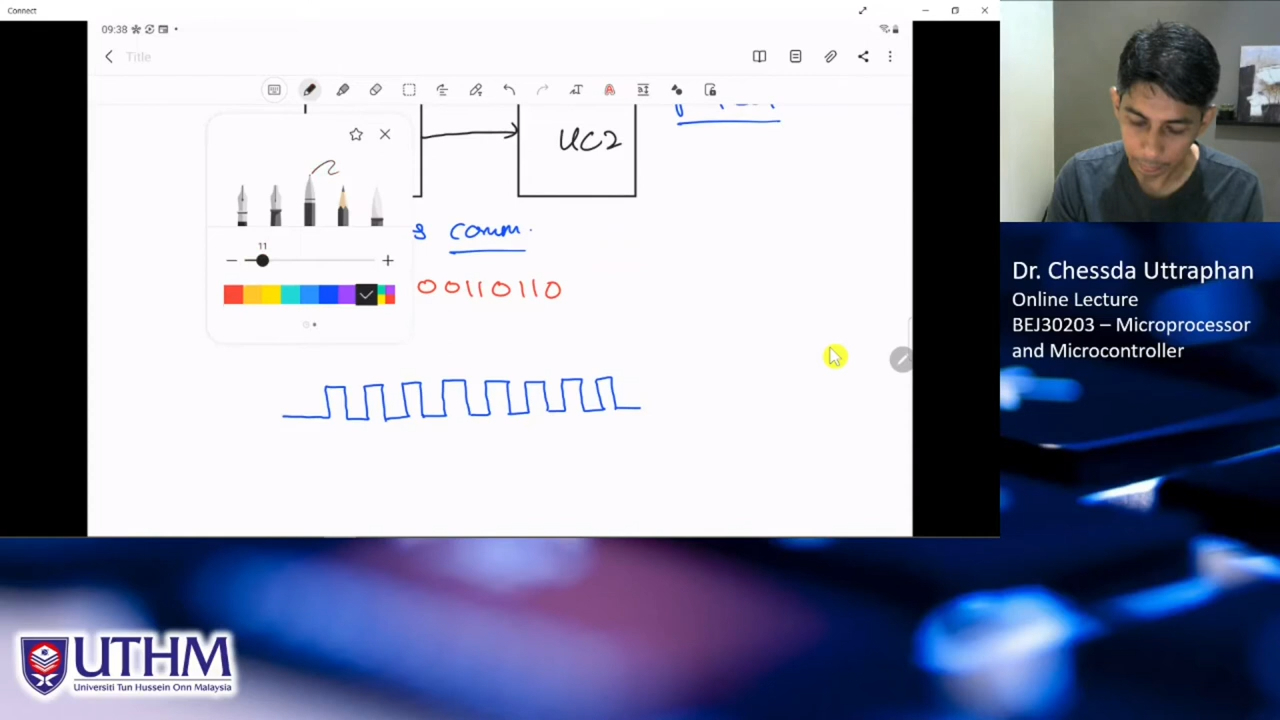 Connect
09:38
Title
UC2
s comm.
11
00110110
Dr. Chessda Uttraphan
Online Lecture
BEJ30203 – Microprocessor
and Microcontroller
UTHM
Universiti Tun Hussein Onn Malaysia